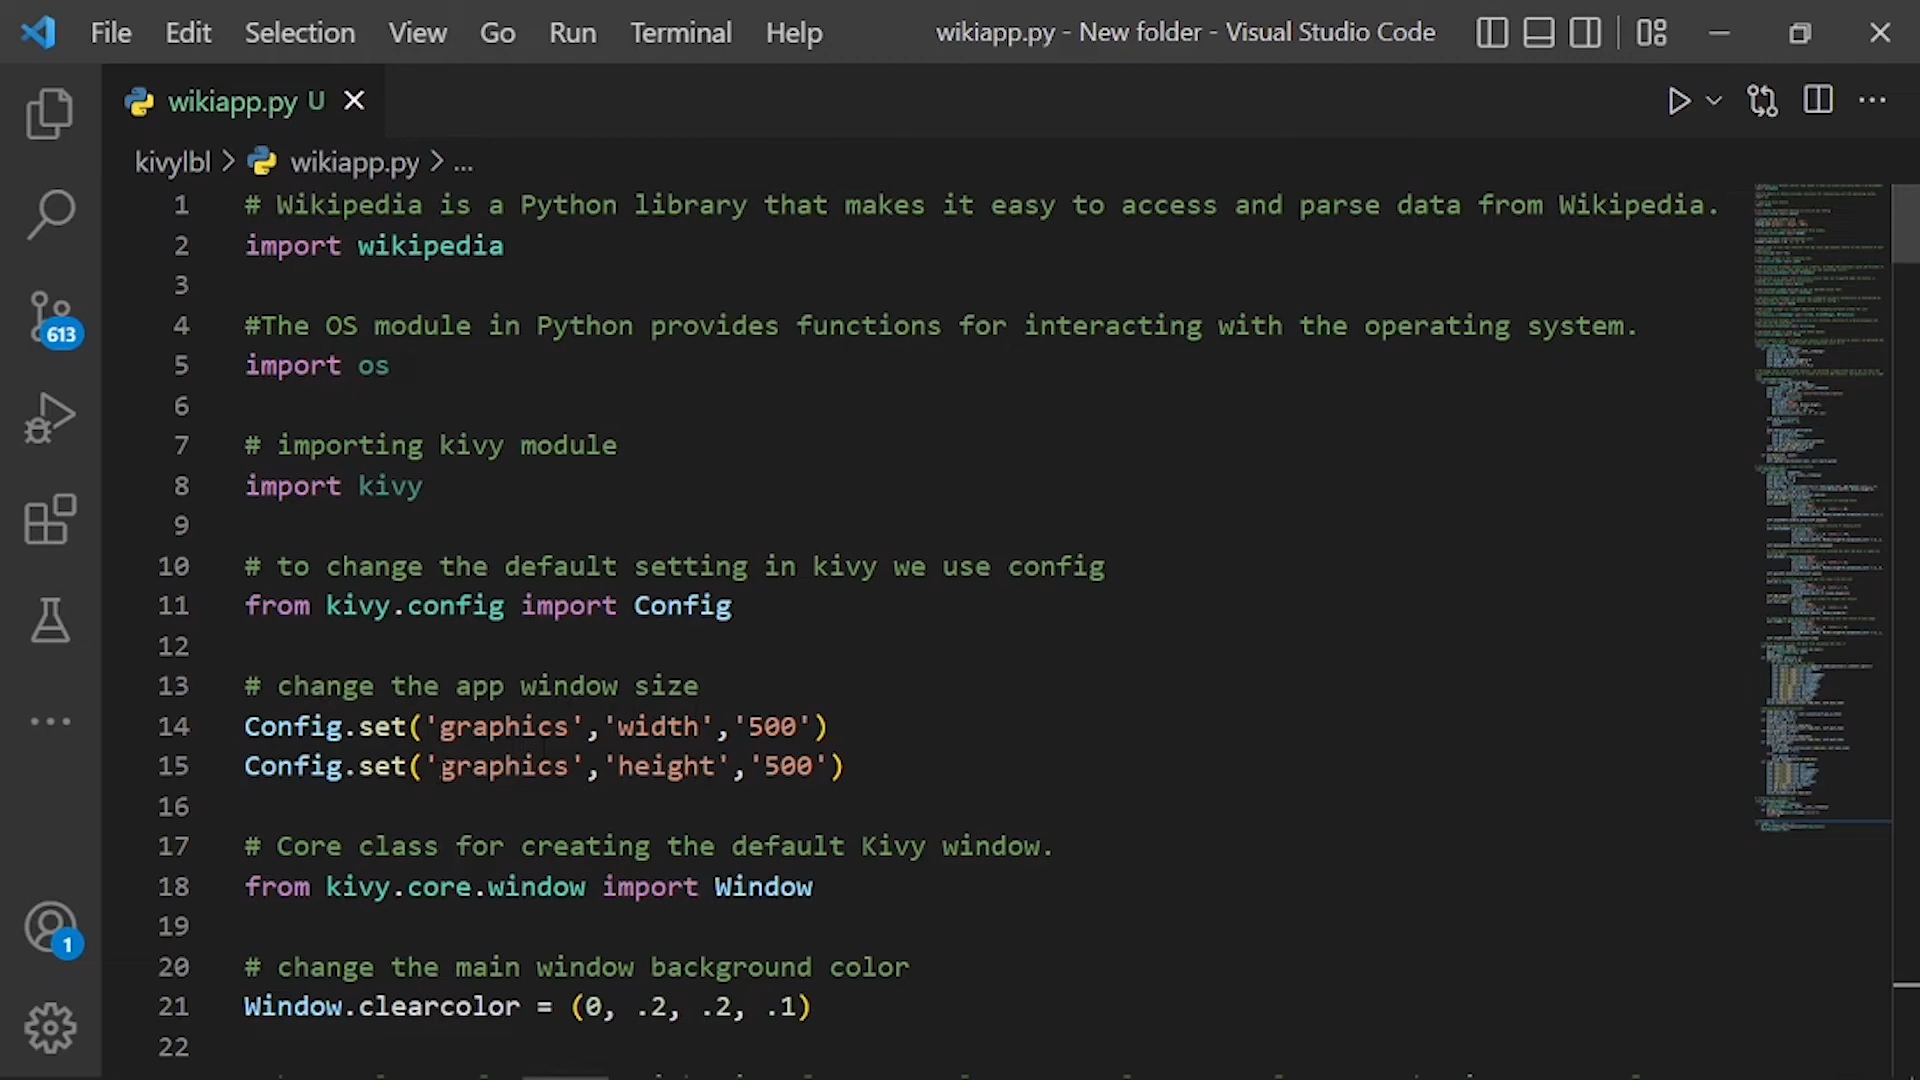 File Edit Selection View Go Run Terminal Help wikiapp.py - New folder - Visual Studio Code
wikiapp.py U
kivylbl > wikiapp.py > ...
1 # Wikipedia is a Python library that makes it easy to access and parse data from Wikipedia.
2 import wikipedia
3
4 #The OS module in Python provides functions for interacting with the operating system.
5 import os
6
7 # importing kivy module
8 import kivy
9
10 # to change the default setting in kivy we use config
11 from kivy.config import Config
12
13 # change the app window size
14 Config.set('graphics','width','500')
15 Config.set('graphics','height','500')
16
17 # Core class for creating the default Kivy window.
18 from kivy.core.window import Window
19
20 # change the main window background color
21 Window.clearcolor = (0, .2, .2, .1)
22
613
1